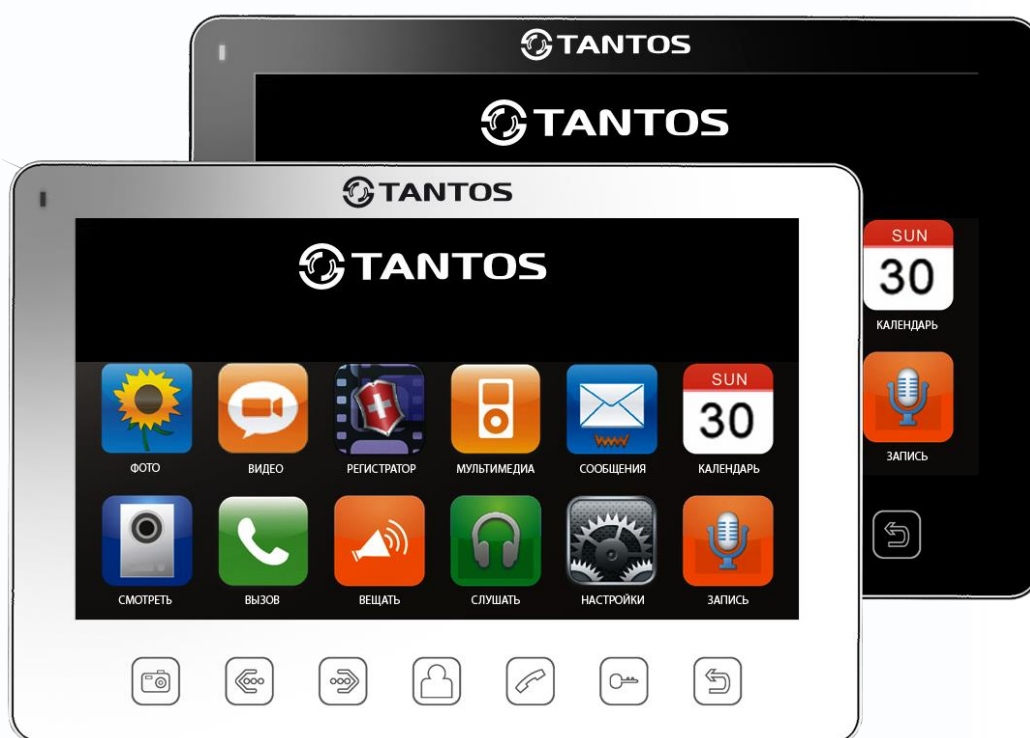 TANTOS
TANTOS
SUN
30
КАЛЕНДАРЬ
ЗАПИСЬ
TANTOS
TANTOS
SUN
30
ФОТО ВИДЕО РЕГИСТРАТОР МУЛЬТИМЕДИА СООБЩЕНИЯ КАЛЕНДАРЬ
СМОТРЕТЬ ВЫЗОВ ВЕЩАТЬ СЛУШАТЬ НАСТРОЙКИ ЗАПИСЬ